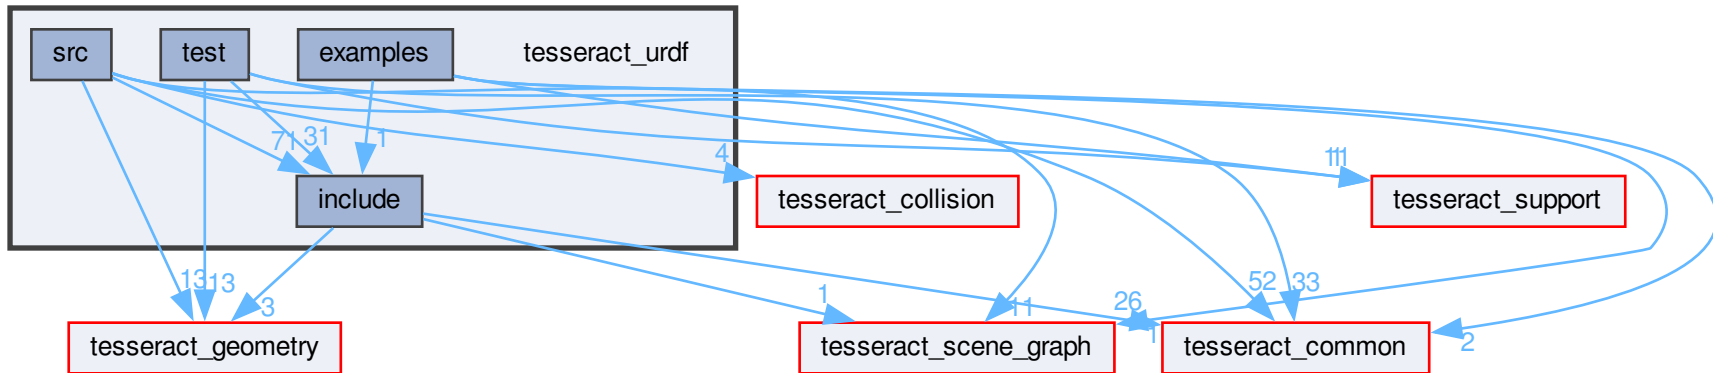 src
test
examples
tesseract_urdf
71
31
1
4
111
include
tesseract_collision
tesseract_support
13
13
3
1
11
26
1
52
33
2
tesseract_geometry
tesseract_scene_graph
tesseract_common